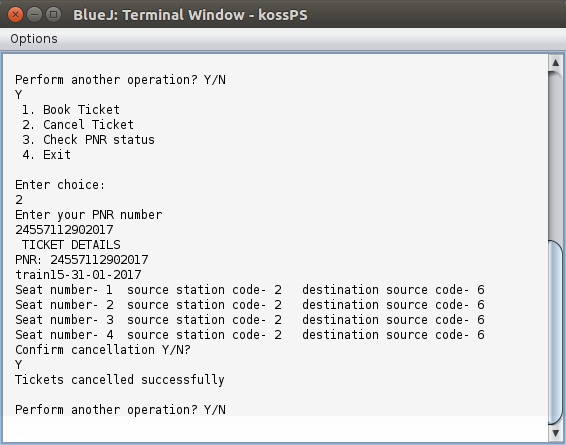 BlueJ: Terminal Window - kossPS
Options
Perform another operation? Y/N
Y
1. Book Ticket
2. Cancel Ticket
3. Check PNR status
4. Exit
Enter choice:
2
Enter your PNR number
24557112902017
TICKET DETAILS
PNR: 24557112902017
train15-31-01-2017
Seat number- 1  source station code- 2   destination source code- 6
Seat number- 2  source station code- 2   destination source code- 6
Seat number- 3  source station code- 2   destination source code- 6
Seat number- 4  source station code- 2   destination source code- 6
Confirm cancellation Y/N?
Y
Tickets cancelled successfully
Perform another operation? Y/N